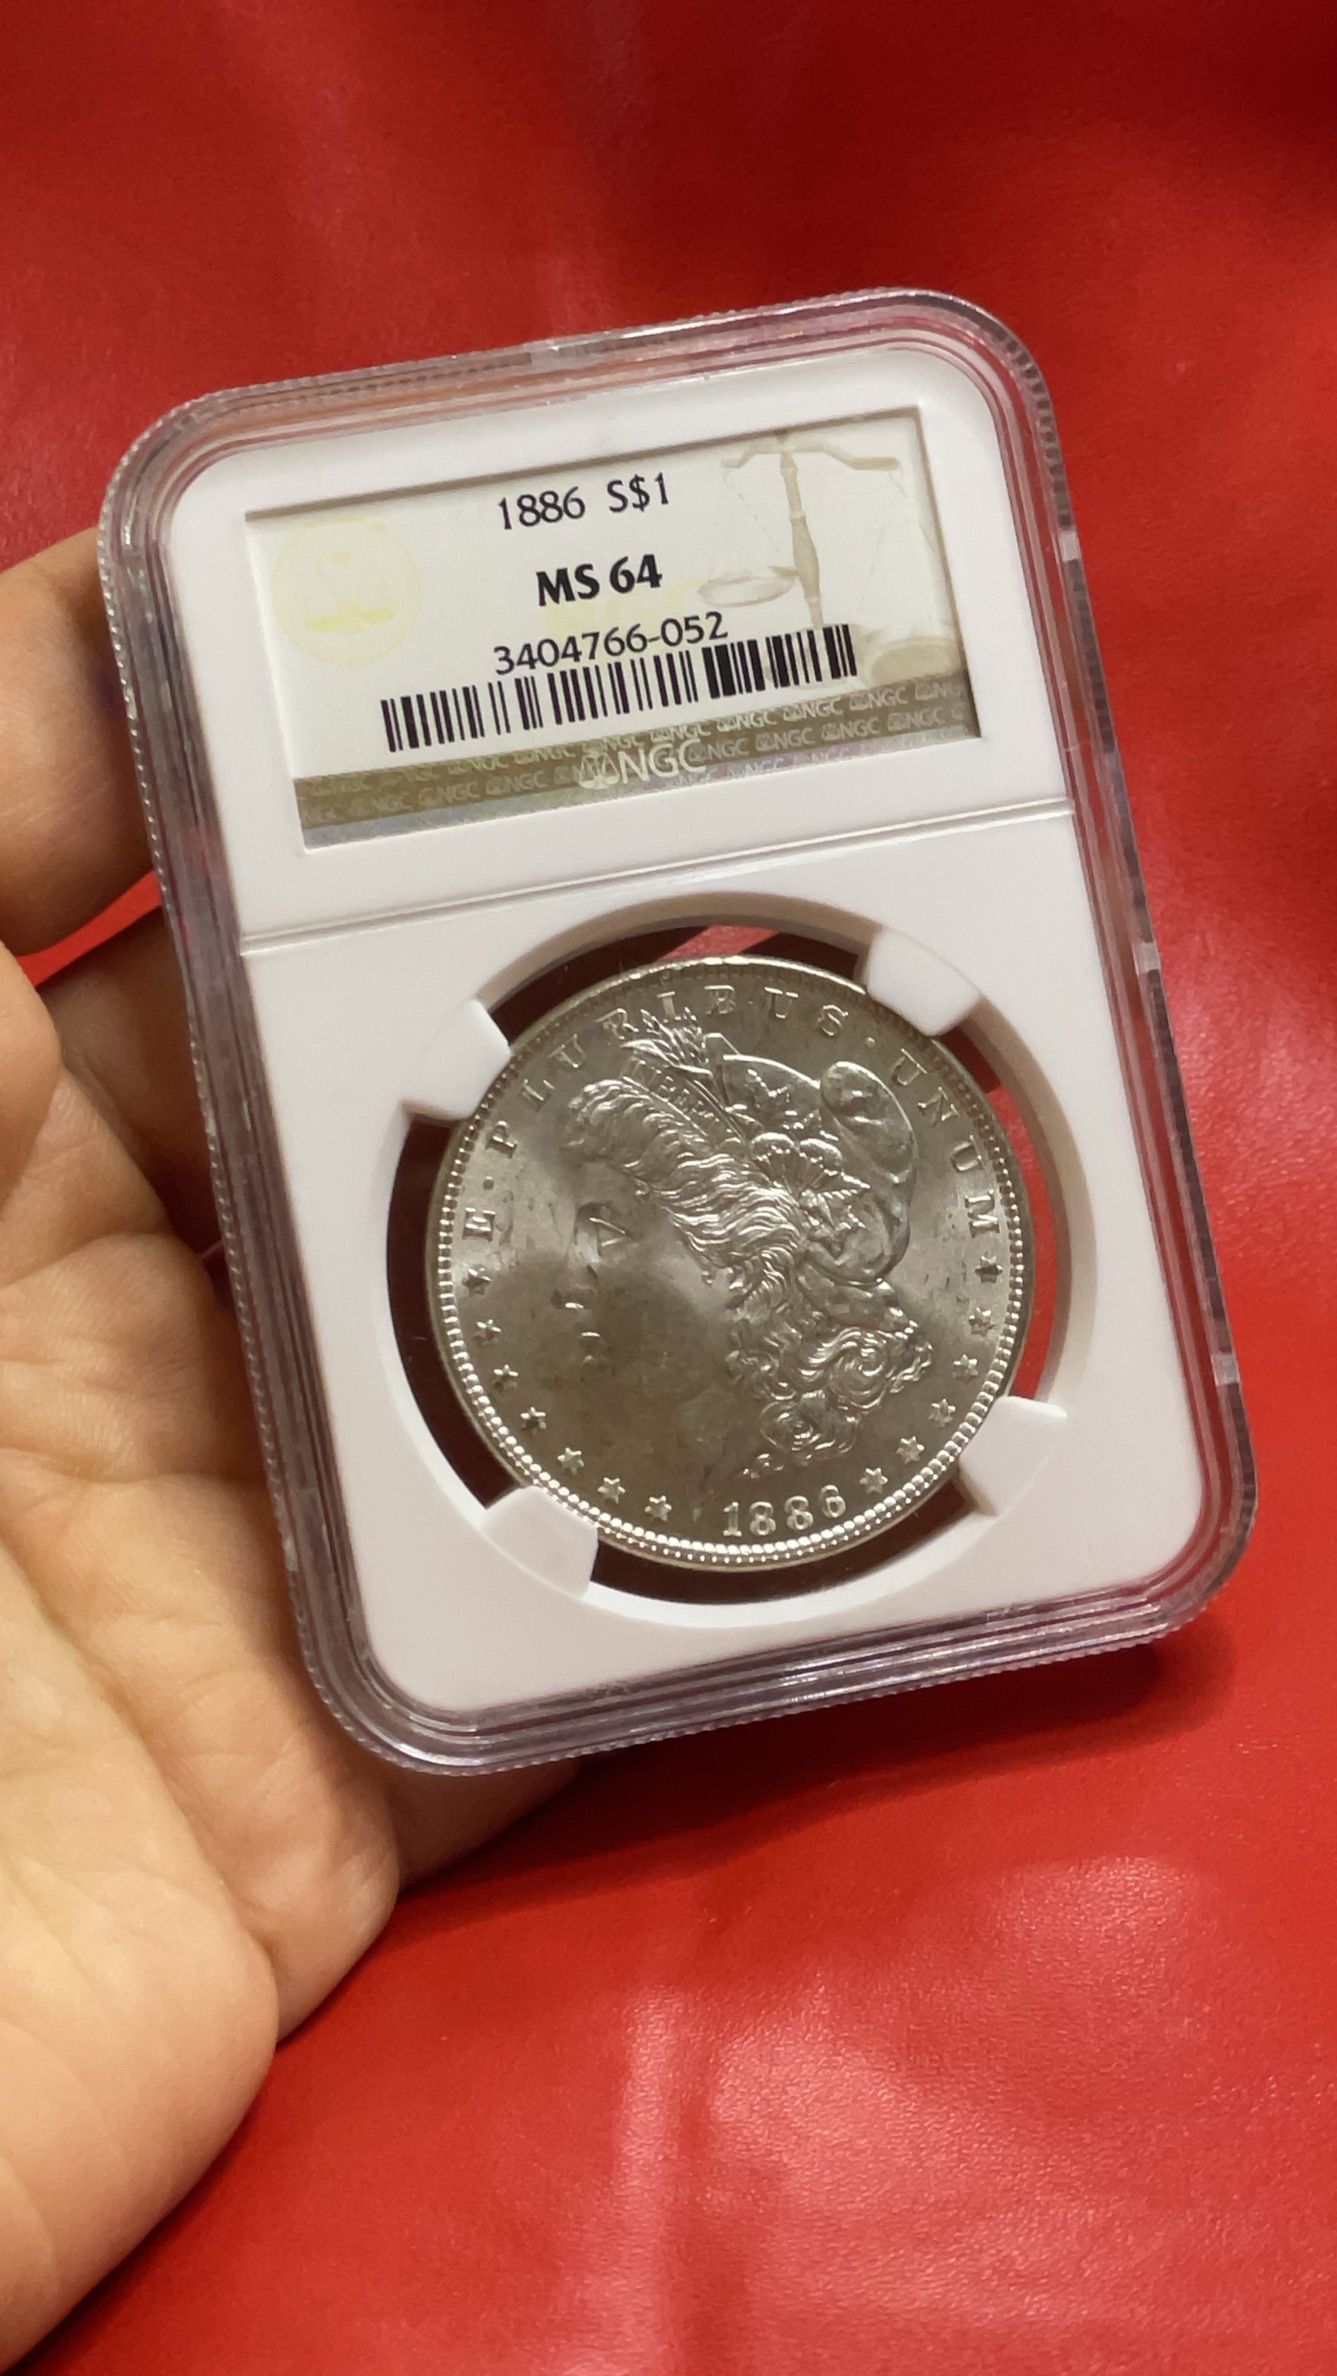 1886 S$1
MS 64
3404766-052
NGC
E · PLURIBUS · UNUM
1886